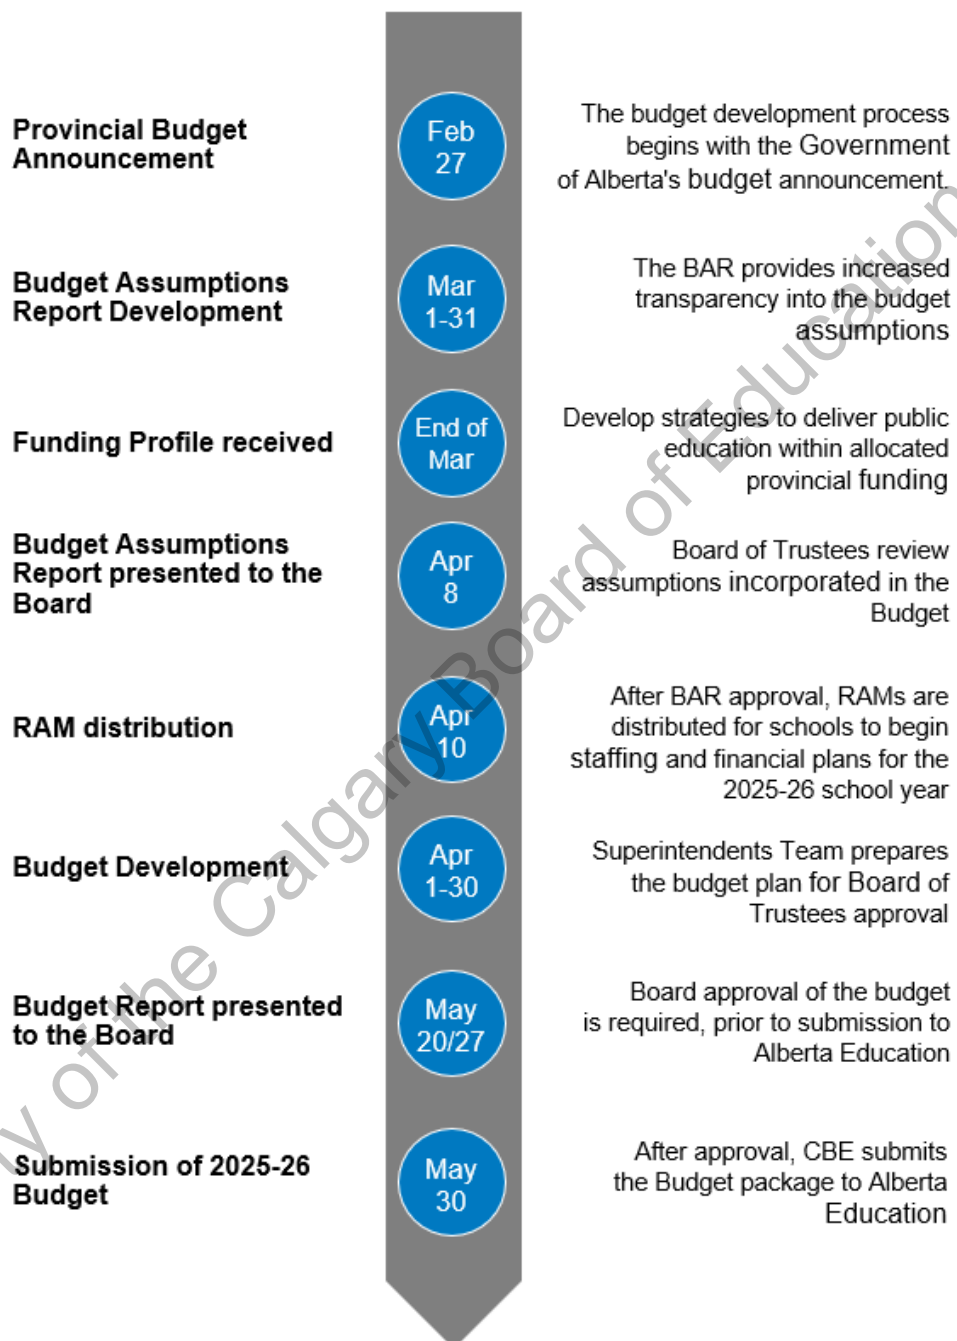 Provincial Budget
Announcement
Feb
27
The budget development process
begins with the Government
of Alberta's budget announcement.
Budget Assumptions
Report Development
Mar
1-31
The BAR provides increased
transparency into the budget
assumptions
Funding Profile received
End of
Mar
Develop strategies to deliver public
education within allocated
provincial funding
Budget Assumptions
Report presented to the
Board
Apr
8
Board of Trustees review
assumptions incorporated in the
Budget
RAM distribution
Apr
10
After BAR approval, RAMs are
distributed for schools to begin
staffing and financial plans for the
2025-26 school year
Budget Development
Apr
1-30
Superintendents Team prepares
the budget plan for Board of
Trustees approval
Budget Report presented
to the Board
May
20/27
Board approval of the budget
is required, prior to submission to
Alberta Education
Submission of 2025-26
Budget
May
30
After approval, CBE submits
the Budget package to Alberta
Education
y of the Calgary Board of Education